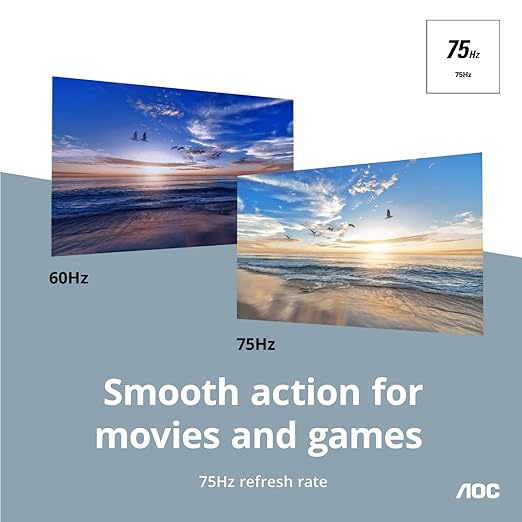 75Hz
75Hz
60Hz
75Hz
Smooth action for
movies and games
75Hz refresh rate
AOC